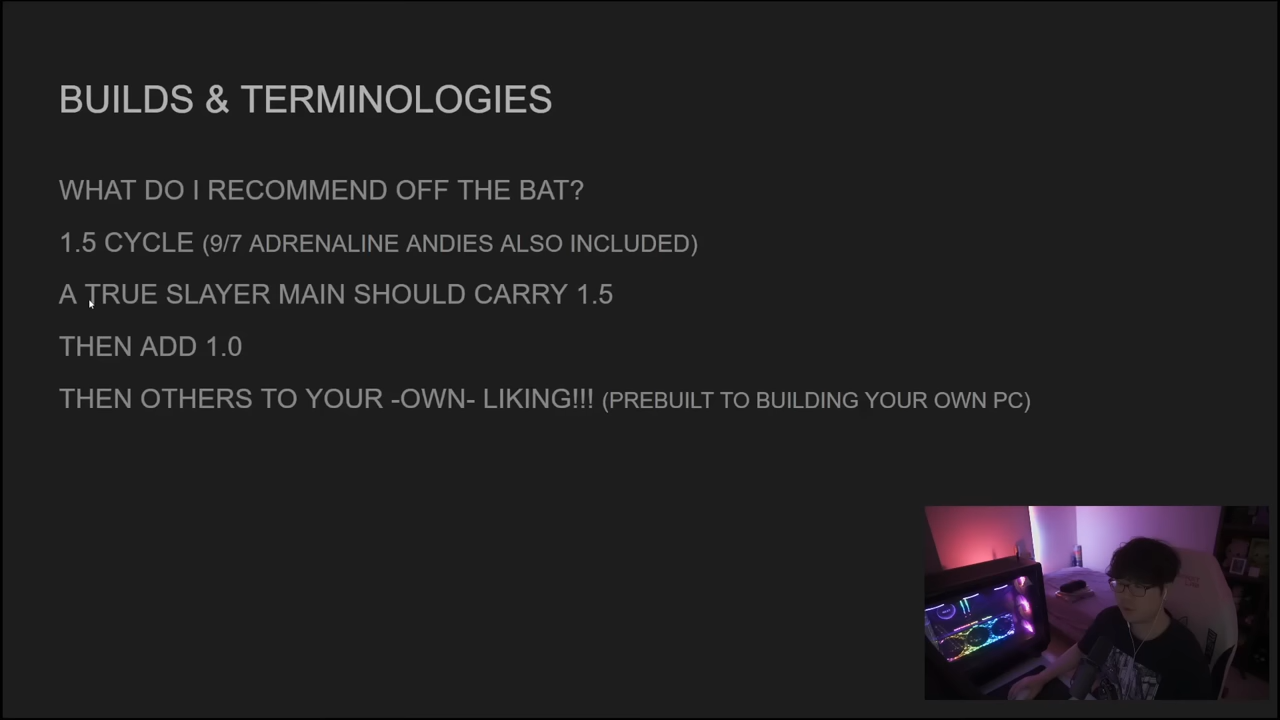 BUILDS & TERMINOLOGIES
WHAT DO I RECOMMEND OFF THE BAT?
1.5 CYCLE (9/7 ADRENALINE ANDIES ALSO INCLUDED)
A TRUE SLAYER MAIN SHOULD CARRY 1.5
THEN ADD 1.0
THEN OTHERS TO YOUR -OWN- LIKING!!! (PREBUILT TO BUILDING YOUR OWN PC)